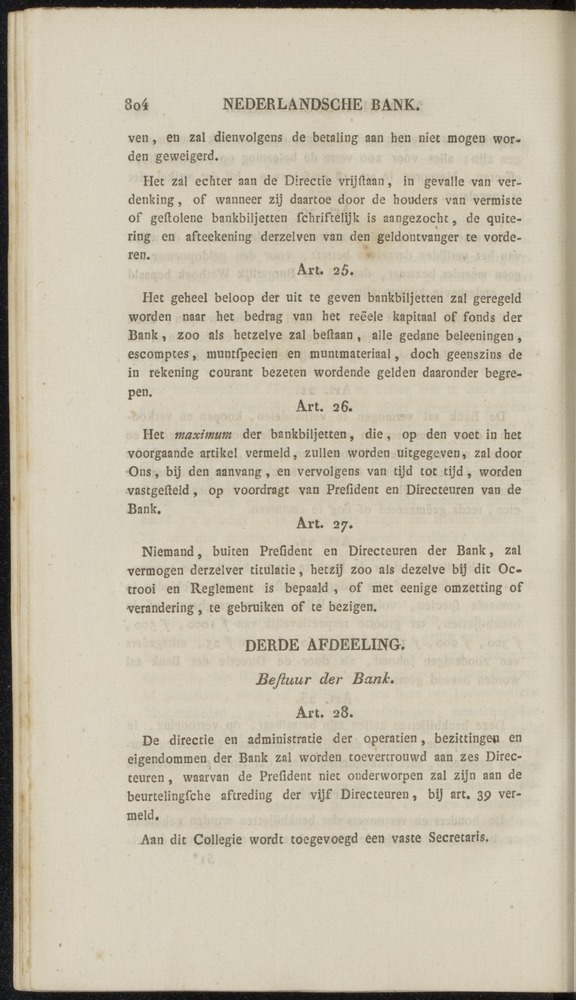 304 NEDERLANDSCHE BANK.
ven, en zal dienvolgens de betaling aan hen niet mogen wor-
den geweigerd.
Het zal echter aan de Directie vrijſtaan, in gevalle van ver-
denking, of wanneer zij daartoe door de houders van vermiste
of geſtolene bankbiljetten ſchriftelijk is aangezocht, de quite-
ring en afteekening derzelven van den geldontvanger te vorde-
ren.
Art. 25.
Het geheel beloop der uit te geven bankbiljetten zal geregeld
worden naar het bedrag van het reëele kapitaal of fonds der
Bank, zoo als hetzelve zal beſtaan, alle gedane beleeningen,
escomptes, muntſpecien en muntmateriaal, doch geenszins de
in rekening courant bezeten wordende gelden daaronder begre-
pen.
Art. 26.
Het maximum der bankbiljetten, die, op den voet in het
voorgaande artikel vermeld, zullen worden uitgegeven, zal door
Ons, bij den aanvang, en vervolgens van tijd tot tijd, worden
vastgeſteld, op voordragt van Preſident en Directeuren van de
Bank.
Art. 27.
Niemand, buiten Preſident en Directeuren der Bank, zal
vermogen derzelver titulatie, hetzij zoo als dezelve bij dit Oc-
trooi en Reglement is bepaald, of met eenige omzetting of
verandering, te gebruiken of te bezigen.
DERDE AFDEELING.
Beſtuur der Bank.
Art. 28.
De directie en administratie der operatien, bezittingen en
eigendommen der Bank zal worden toevertrouwd aan zes Direc-
teuren, waarvan de Preſident niet onderworpen zal zijn aan de
beurtelingſche aftreding der vijf Directeuren, bij art. 39 ver-
meld.
Aan dit Collegie wordt toegevoegd een vaste Secretaris.